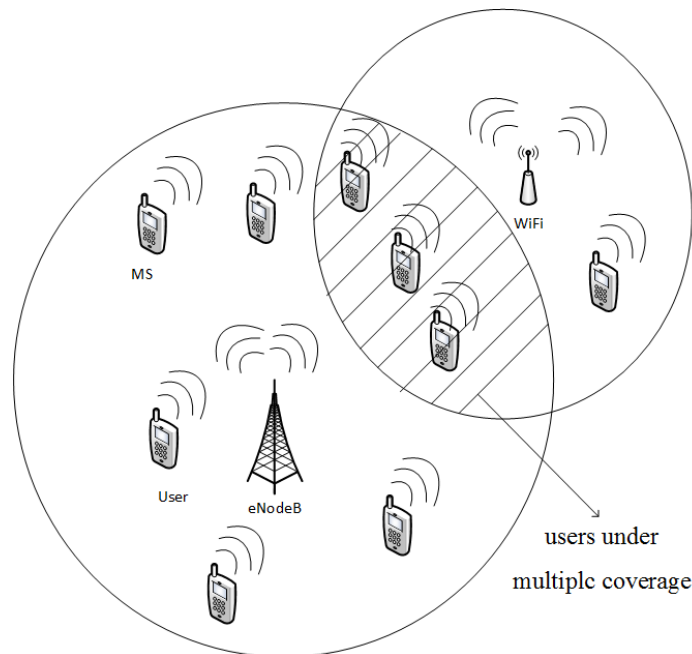 WiFi
MS
User
eNodeB
users under
multiplc coverage